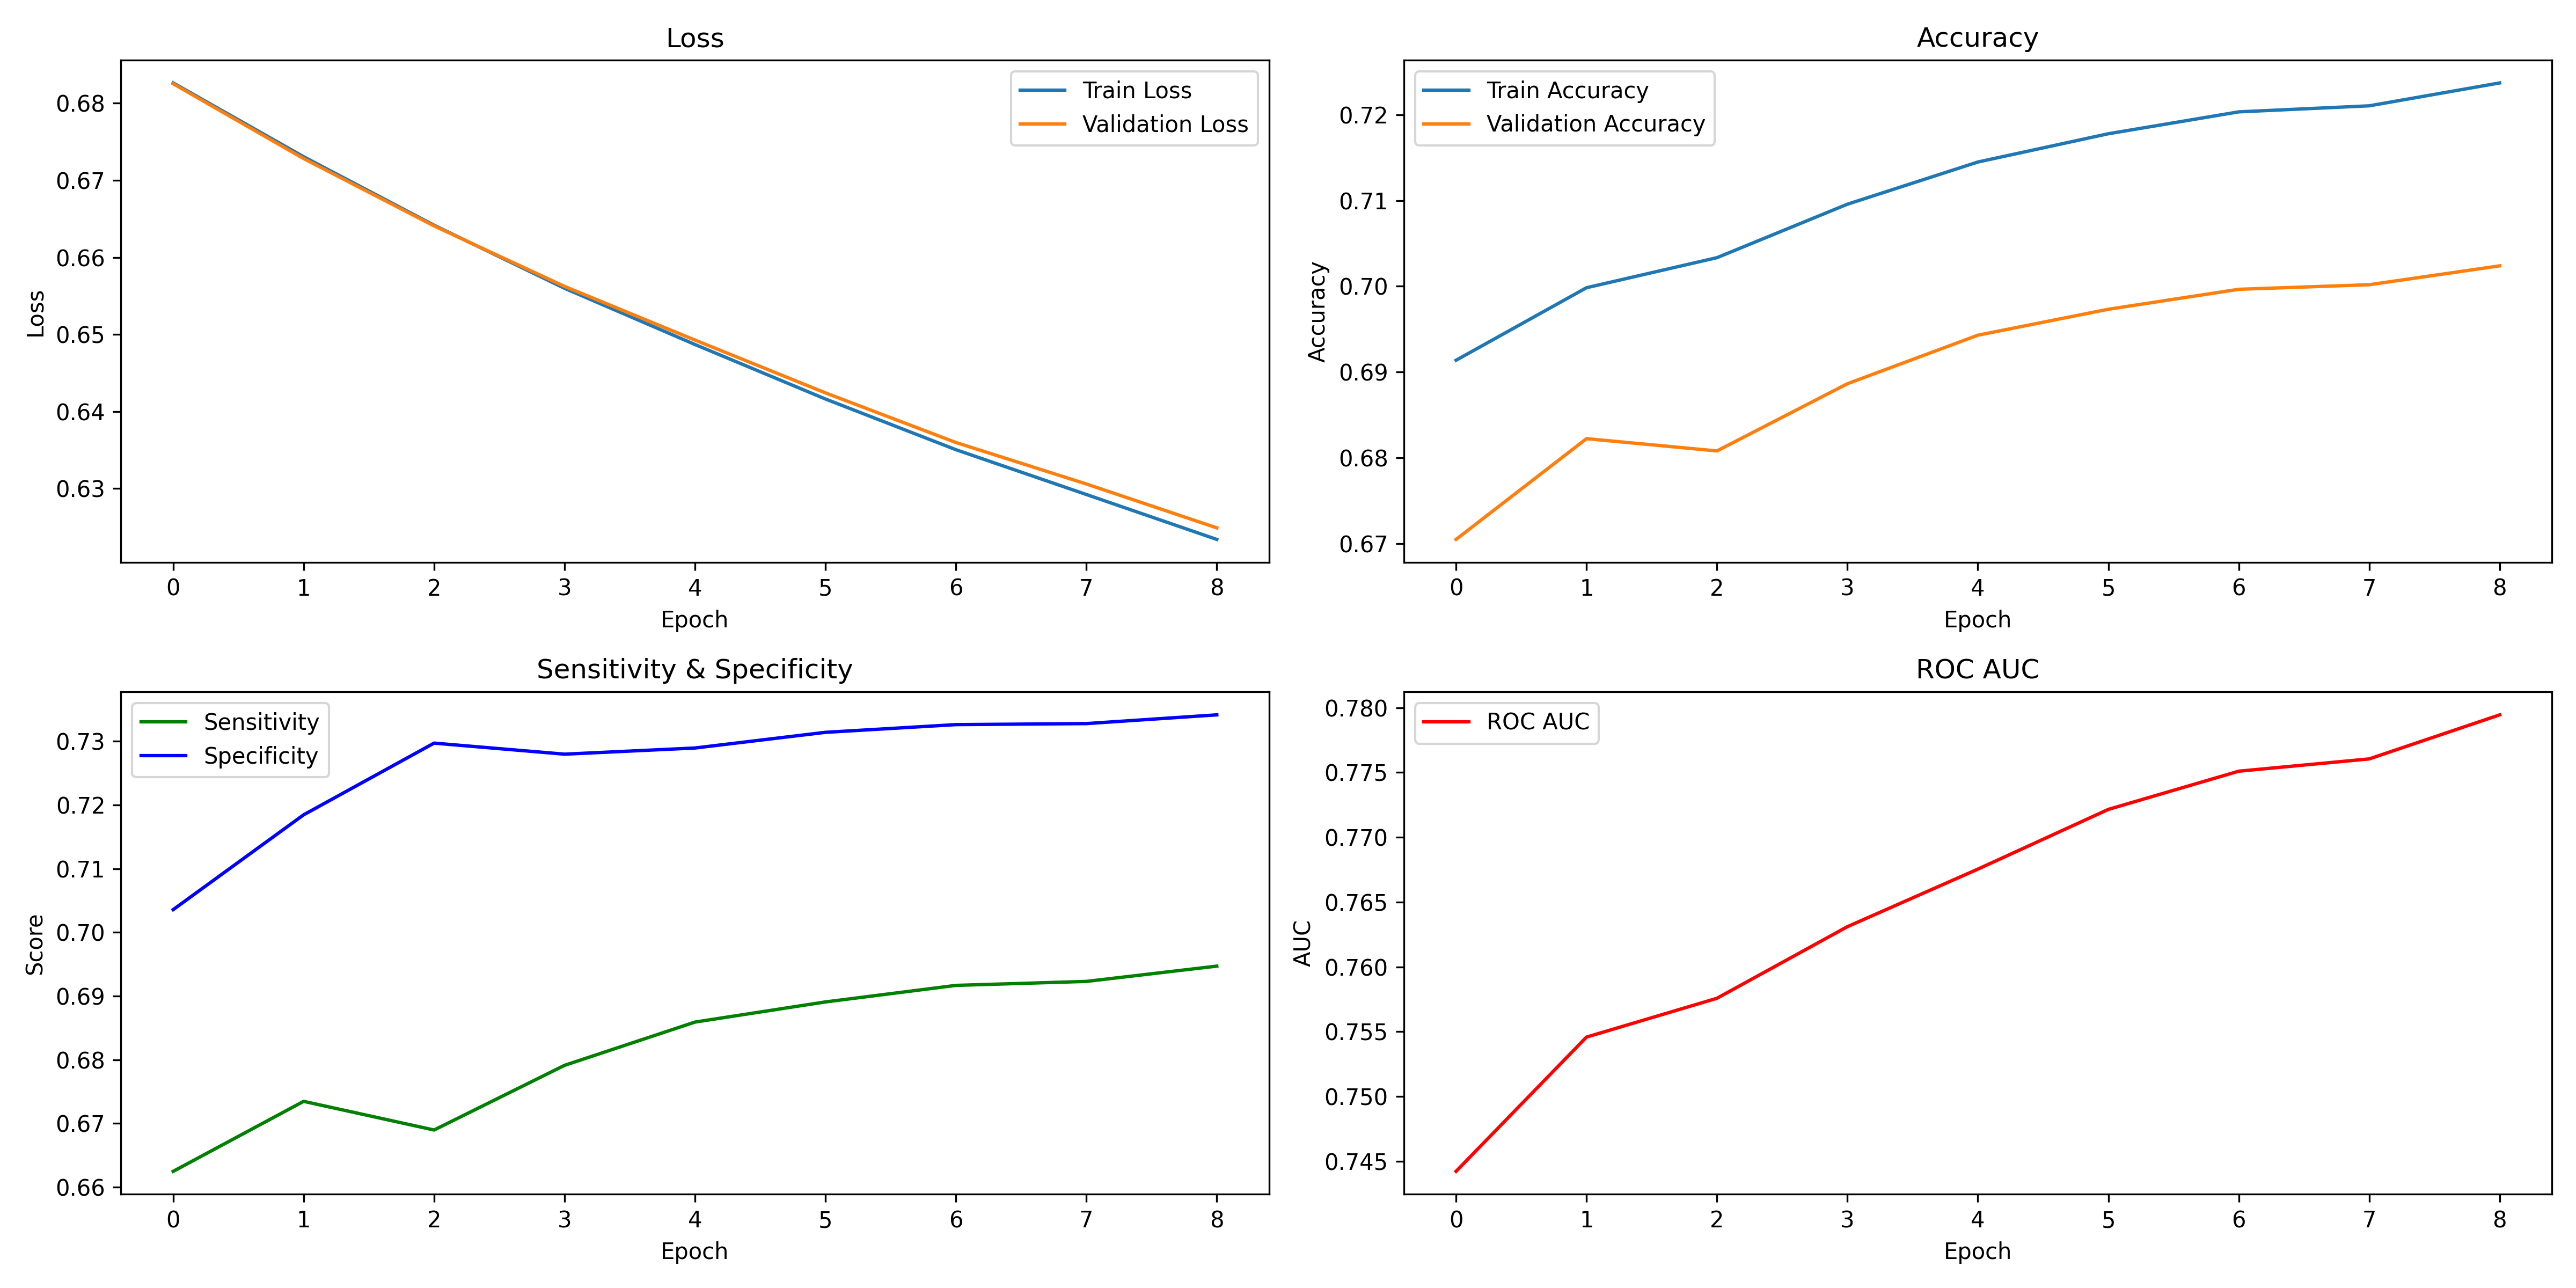 Loss
Train Loss
Validation Loss
0.68
0.67
0.66
0.65
0.64
0.63
Loss
0 1 2 3 4 5 6 7 8
Epoch
Accuracy
Train Accuracy
Validation Accuracy
0.72
0.71
0.70
0.69
0.68
0.67
Accuracy
0 1 2 3 4 5 6 7 8
Epoch
Sensitivity & Specificity
Sensitivity
Specificity
0.73
0.72
0.71
0.70
0.69
0.68
0.67
0.66
Score
0 1 2 3 4 5 6 7 8
Epoch
ROC AUC
ROC AUC
0.780
0.775
0.770
0.765
0.760
0.755
0.750
0.745
AUC
0 1 2 3 4 5 6 7 8
Epoch